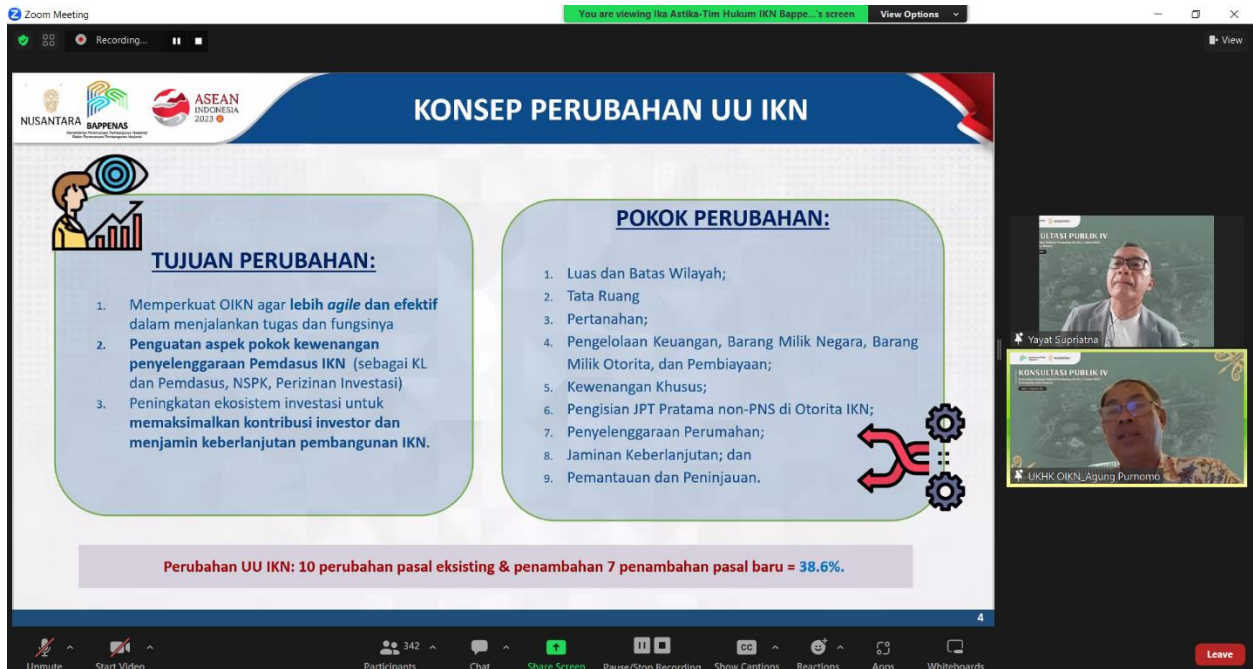 Zoom Meeting
You are viewing Ika Astika-Tim Hukum IKN Bappe...'s screen
View Options
Recording...
View
NUSANTARA
BAPPENAS
ASEAN
INDONESIA
2023
KONSEP PERUBAHAN UU IKN
TUJUAN PERUBAHAN:
1. Memperkuat OIKN agar lebih agile dan efektif
dalam menjalankan tugas dan fungsinya
2. Penguatan aspek pokok kewenangan
penyelenggaraan Pemdasus IKN (sebagai KL
dan Pemdasus, NSPK, Perizinan Investasi)
3. Peningkatan ekosistem investasi untuk
memaksimalkan kontribusi investor dan
menjamin keberlanjutan pembangunan IKN.
POKOK PERUBAHAN:
1. Luas dan Batas Wilayah;
2. Tata Ruang
3. Pertanahan;
4. Pengelolaan Keuangan, Barang Milik Negara, Barang
Milik Otorita, dan Pembiayaan;
5. Kewenangan Khusus;
6. Pengisian JPT Pratama non-PNS di Otorita IKN;
7. Penyelenggaraan Perumahan;
8. Jaminan Keberlanjutan; dan
9. Pemantauan dan Peninjauan.
Perubahan UU IKN: 10 perubahan pasal eksisting & penambahan 7 penambahan pasal baru = 38.6%.
4
ULTASI PUBLIK IV
Yayat Supriatna
KONSULTASI PUBLIK IV
UKHK OIKN_Agung Purnomo
Unmute
Start Video
342
Participants
Chat
Share Screen
Pause/Stop Recording
CC
Show Captions
Reactions
Apps
Whiteboards
Leave